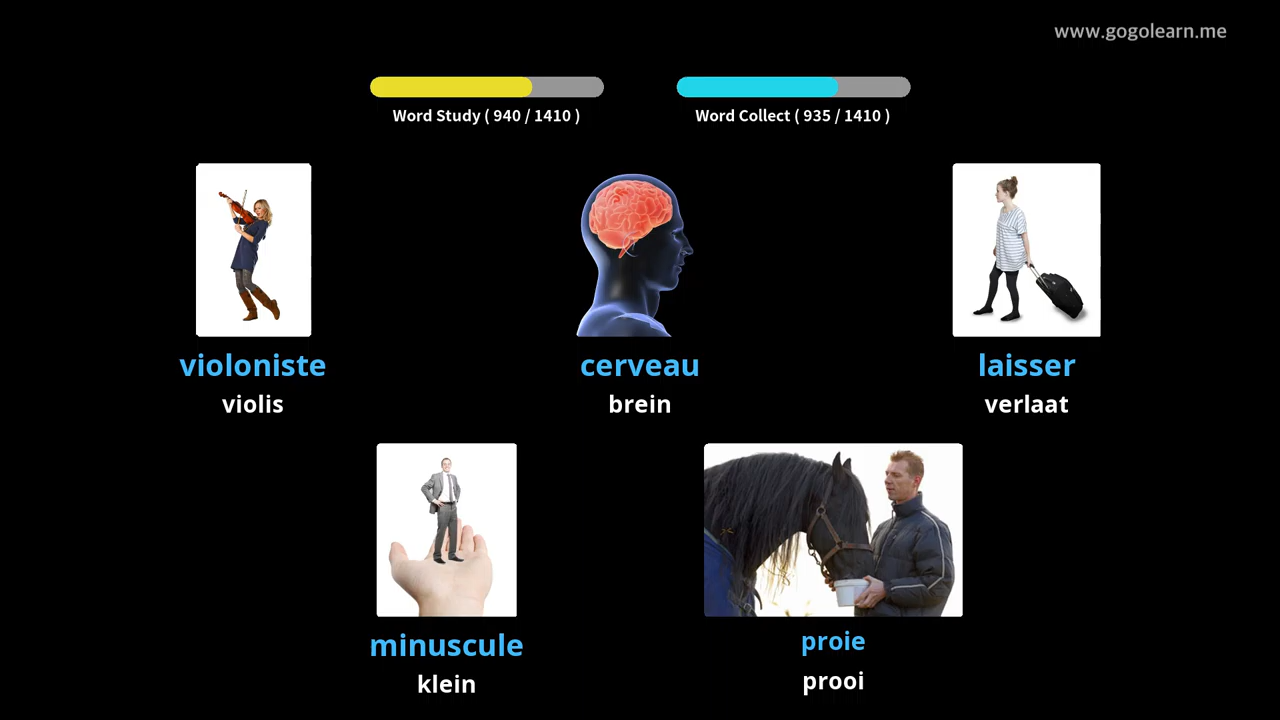 www.gogolearn.me
Word Study ( 940 / 1410 )
Word Collect ( 935 / 1410 )
violoniste
violis
cerveau
brein
laisser
verlaat
minuscule
klein
proie
prooi